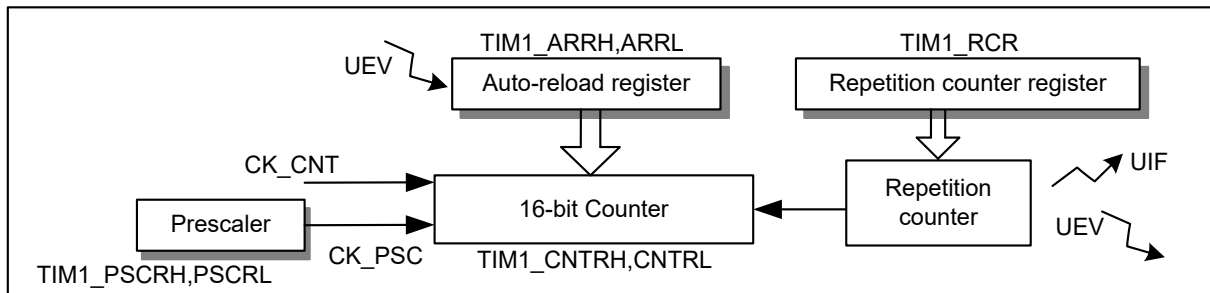 TIM1_ARRH,ARRL
TIM1_RCR
UEV
Auto-reload register
Repetition counter register
CK_CNT
UIF
16-bit Counter
Repetition
counter
Prescaler
UEV
CK_PSC
TIM1_CNTRH,CNTRL
TIM1_PSCRH,PSCRL